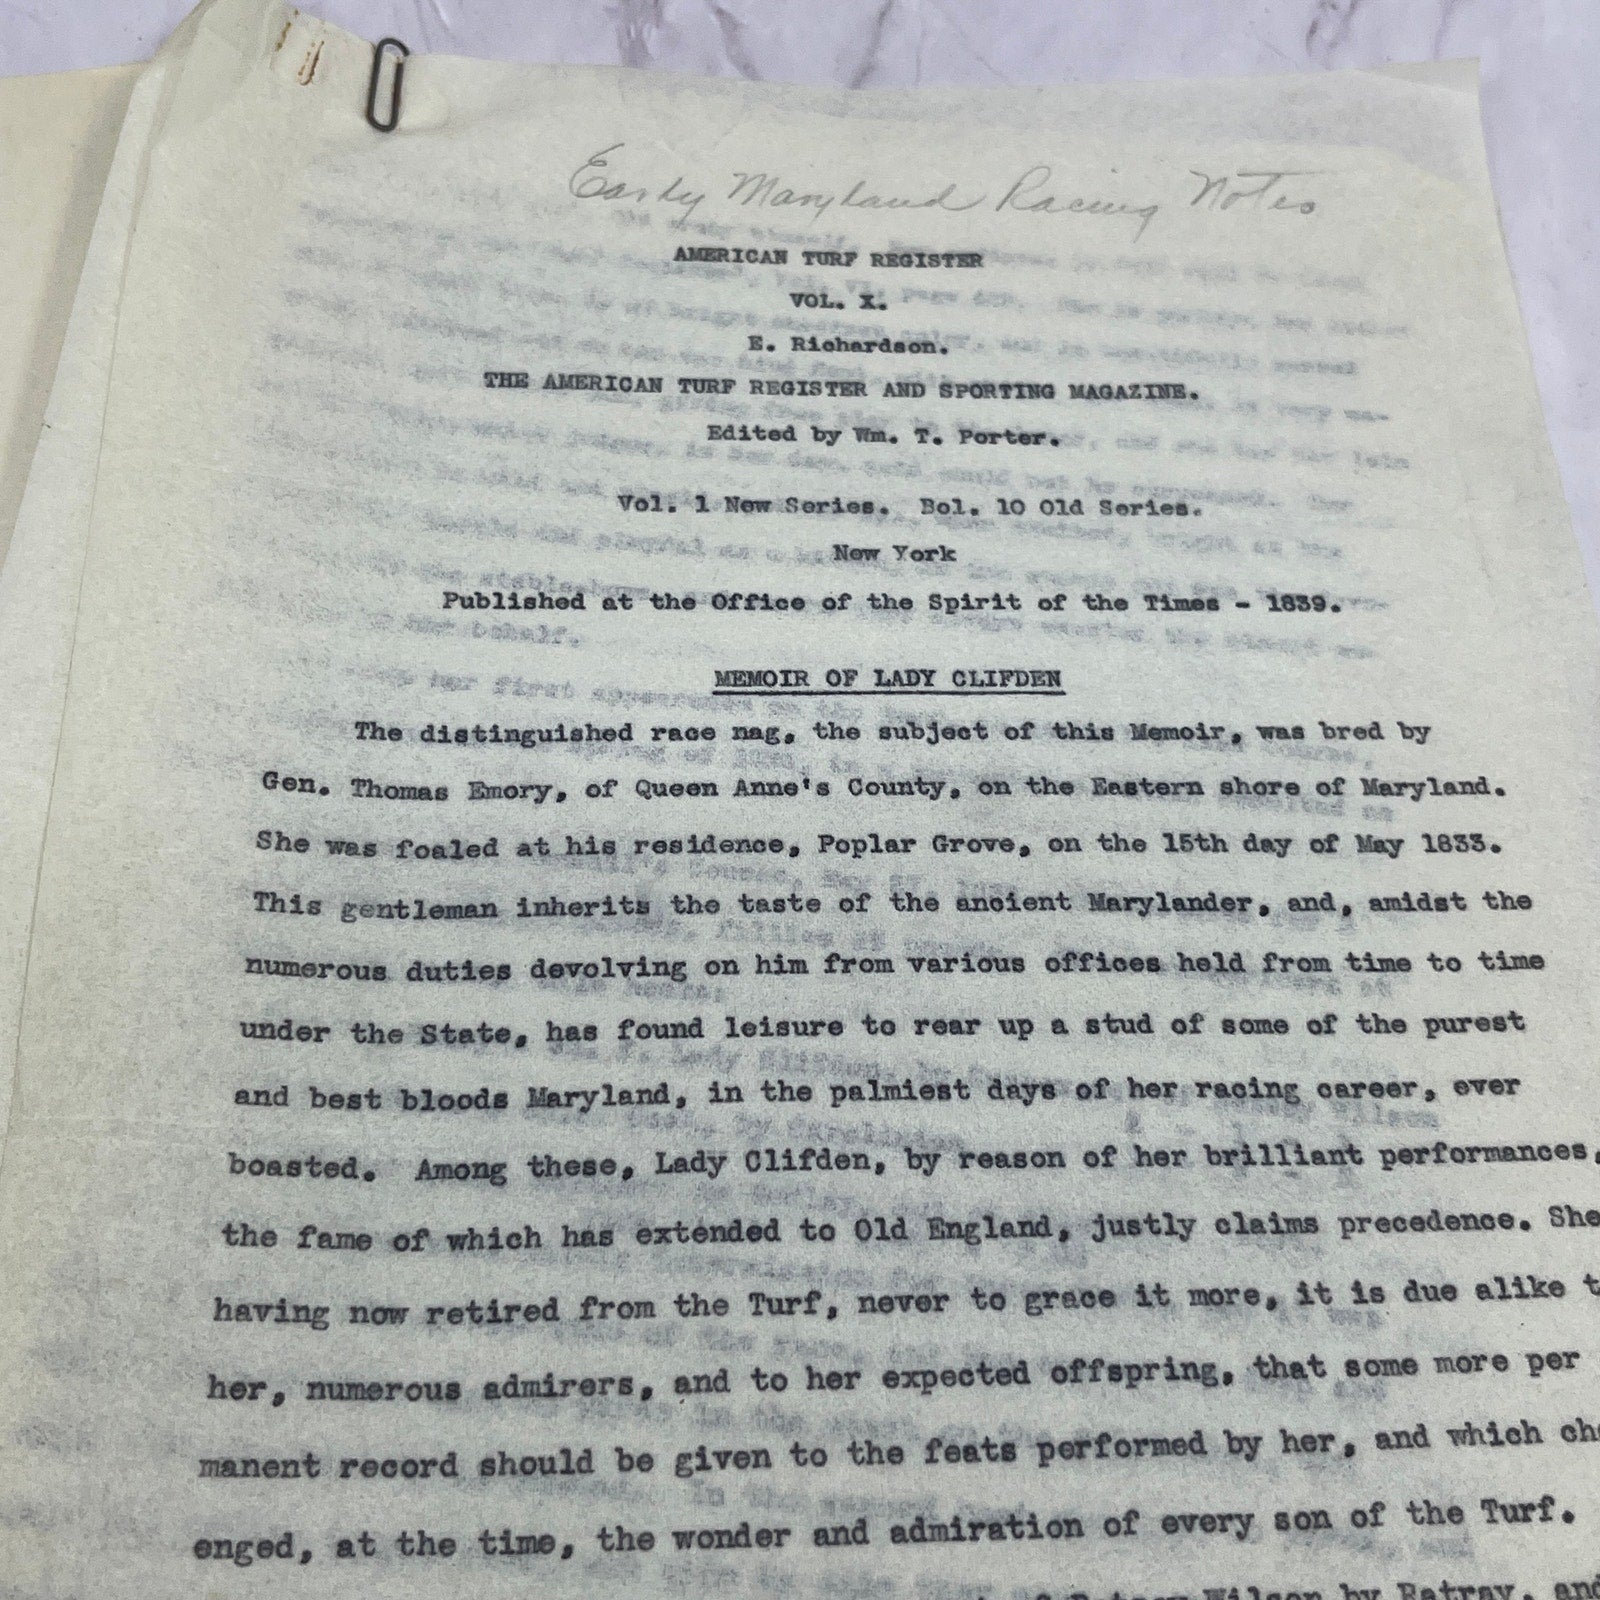 Early Maryland Racing Notes
AMERICAN TURF REGISTER
VOL. X.
E. Richardson.
THE AMERICAN TURF REGISTER AND SPORTING MAGAZINE.
Edited by Wm. T. Porter.
Vol. 1 New Series. Bol. 10 Old Series.
New York
Published at the Office of the Spirit of the Times - 1839.
MEMOIR OF LADY CLIFDEN
The distinguished race nag, the subject of this Memoir, was bred by
Gen. Thomas Emory, of Queen Anne's County, on the Eastern shore of Maryland.
She was foaled at his residence, Poplar Grove, on the 15th day of May 1833.
This gentleman inherits the taste of the ancient Marylander, and, amidst the
numerous duties devolving on him from various offices held from time to time
under the State, has found leisure to rear up a stud of some of the purest
and best bloods Maryland, in the palmiest days of her racing career, ever
boasted. Among these, Lady Clifden, by reason of her brilliant performances,
the fame of which has extended to Old England, justly claims precedence. She
having now retired from the Turf, never to grace it more, it is due alike t
her, numerous admirers, and to her expected offspring, that some more per
manent record should be given to the feats performed by her, and which
enged, at the time, the wonder and admiration of every son of the Turf.
Wilson by Ratray, and